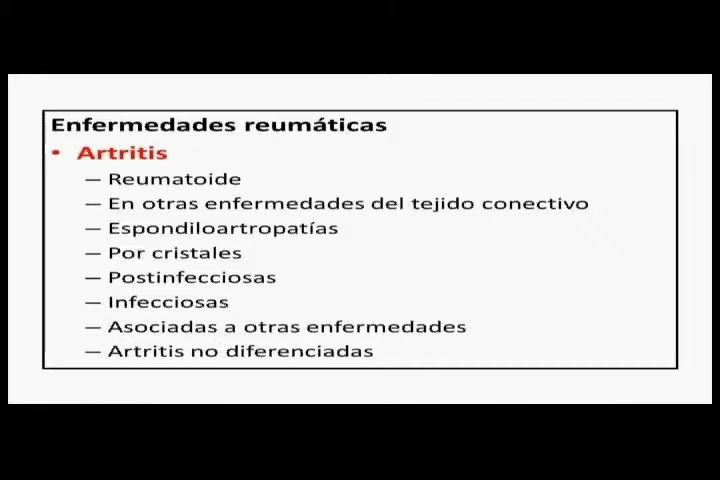 Enfermedades reumáticas
• Artritis
– Reumatoide
– En otras enfermedades del tejido conectivo
– Espondiloartropatías
– Por cristales
– Postinfecciosas
– Infecciosas
– Asociadas a otras enfermedades
– Artritis no diferenciadas